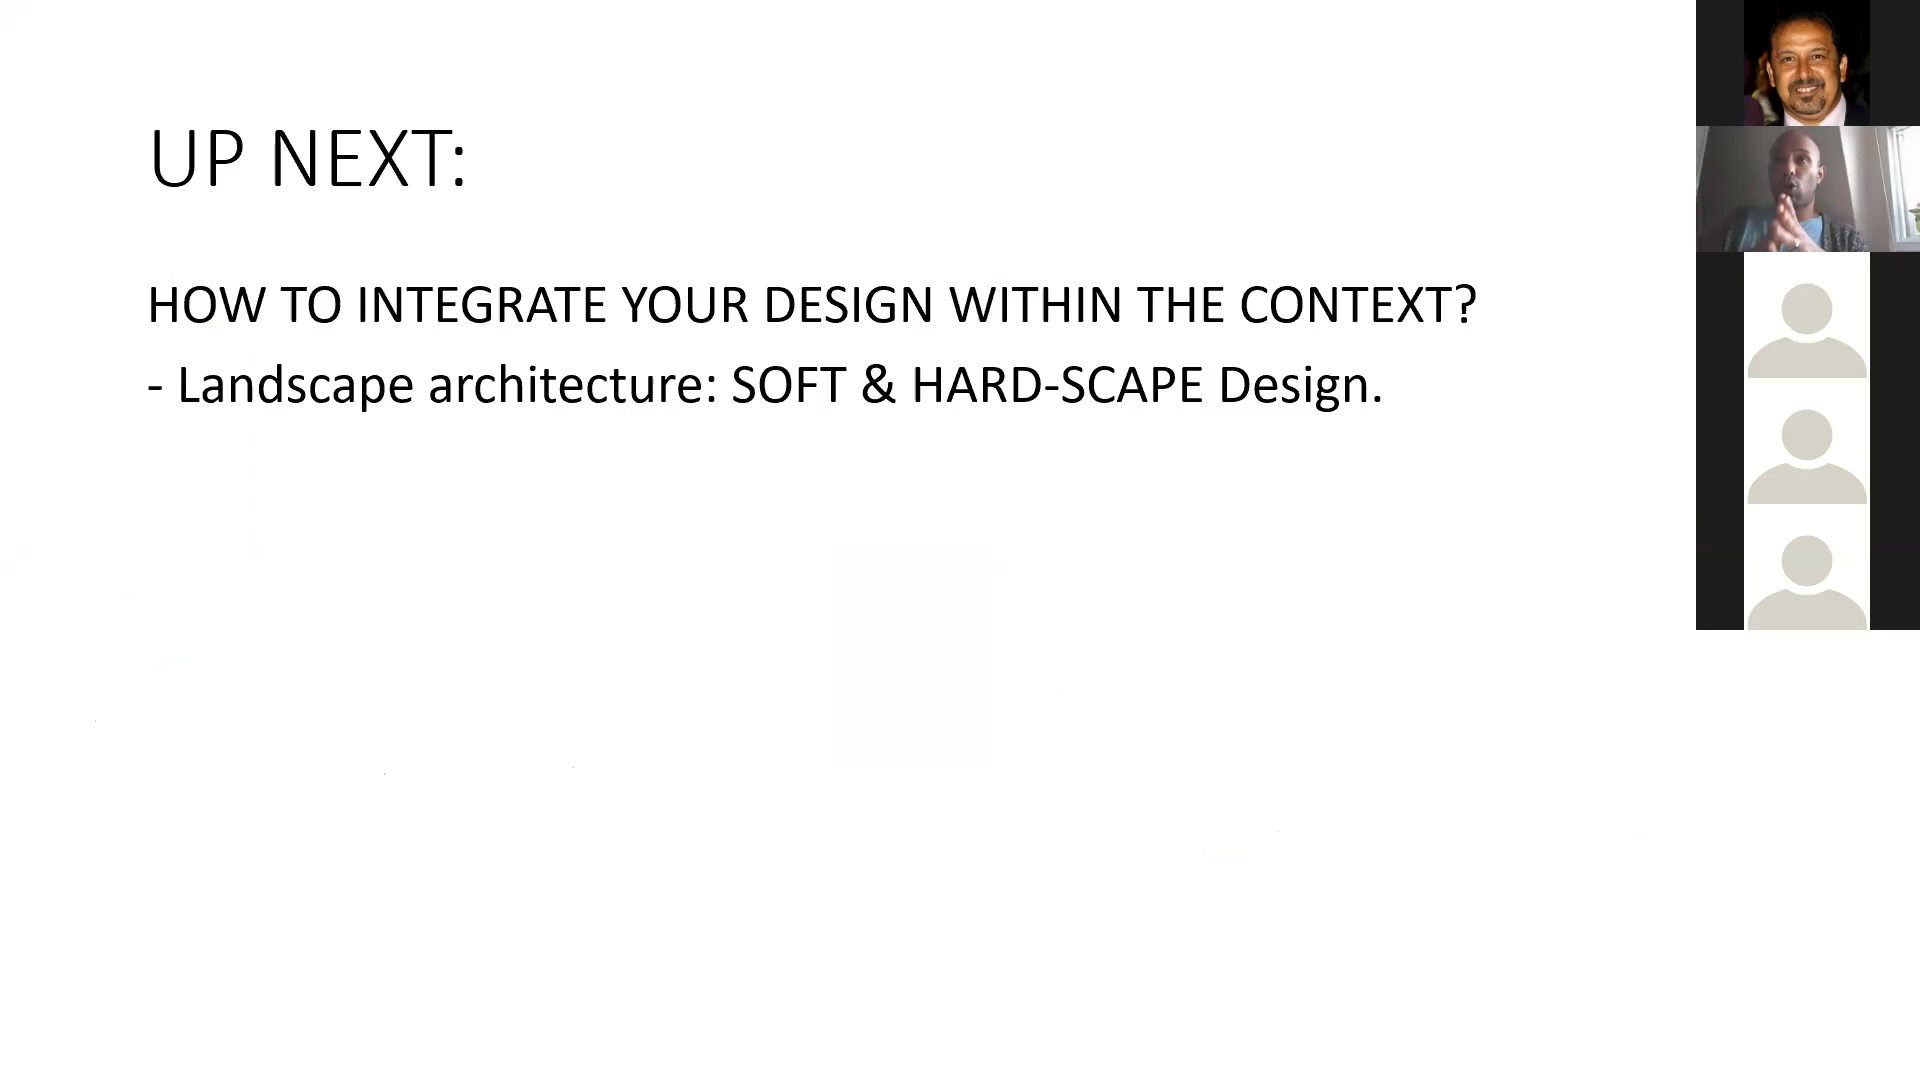 UP NEXT:
HOW TO INTEGRATE YOUR DESIGN WITHIN THE CONTEXT?
- Landscape architecture: SOFT & HARD-SCAPE Design.